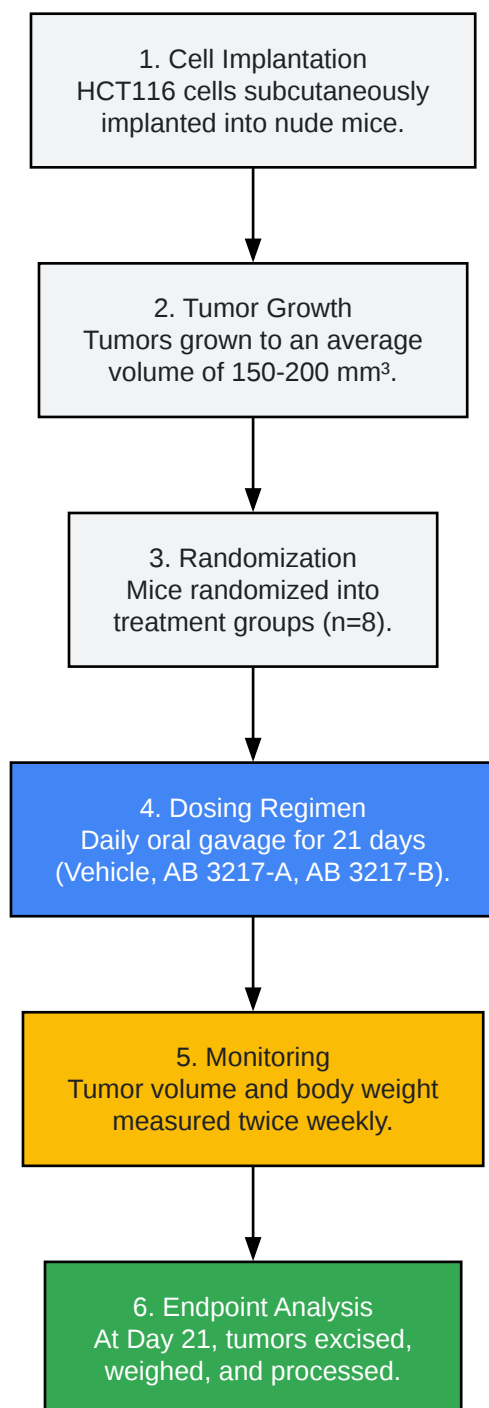 1. Cell Implantation
HCT116 cells subcutaneously
implanted into nude mice.
2. Tumor Growth
Tumors grown to an average
volume of 150-200 mm³.
3. Randomization
Mice randomized into
treatment groups (n=8).
4. Dosing Regimen
Daily oral gavage for 21 days
(Vehicle, AB 3217-A, AB 3217-B).
5. Monitoring
Tumor volume and body weight
measured twice weekly.
6. Endpoint Analysis
At Day 21, tumors excised,
weighed, and processed.